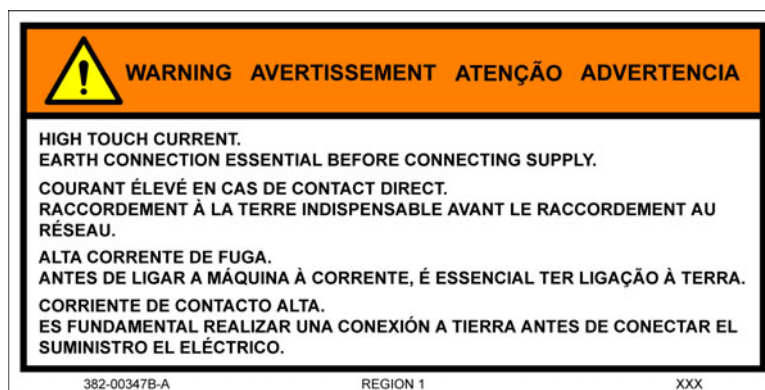 WARNING AVERTISSEMENT ATENÇÃO ADVERTENCIA
HIGH TOUCH CURRENT.
EARTH CONNECTION ESSENTIAL BEFORE CONNECTING SUPPLY.
COURANT ÉLEVÉ EN CAS DE CONTACT DIRECT.
RACCORDEMENT À LA TERRE INDISPENSABLE AVANT LE RACCORDEMENT AU
RÉSEAU.
ALTA CORRENTE DE FUGA.
ANTES DE LIGAR A MÁQUINA À CORRENTE, É ESSENCIAL TER LIGAÇÃO À TERRA.
CORRIENTE DE CONTACTO ALTA.
ES FUNDAMENTAL REALIZAR UNA CONEXIÓN A TIERRA ANTES DE CONECTAR EL
SUMINISTRO EL ELÉCTRICO.
382-00347B-A REGION 1 XXX